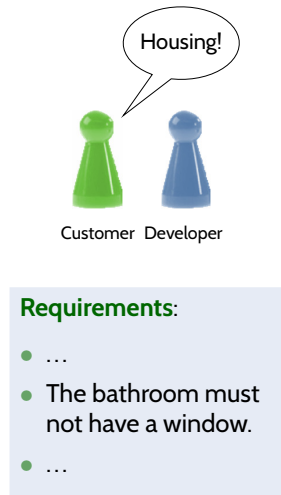 Housing!
Customer Developer
Requirements:
• …
• The bathroom must
not have a window.
• …